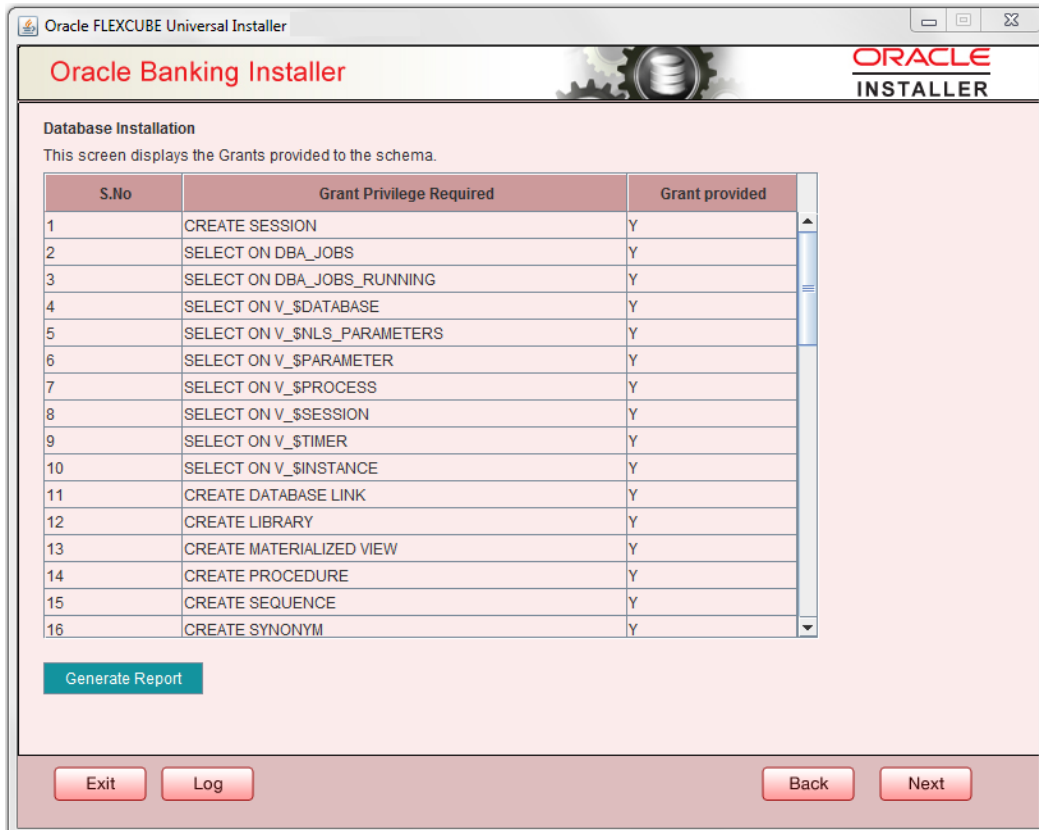 Oracle FLEXCUBE Universal Installer
Oracle Banking Installer
ORACLE
INSTALLER
Database Installation
This screen displays the Grants provided to the schema.
S.No Grant Privilege Required Grant provided
1 CREATE SESSION Y
2 SELECT ON DBA_JOBS Y
3 SELECT ON DBA_JOBS_RUNNING Y
4 SELECT ON V_$DATABASE Y
5 SELECT ON V_$NLS_PARAMETERS Y
6 SELECT ON V_$PARAMETER Y
7 SELECT ON V_$PROCESS Y
8 SELECT ON V_$SESSION Y
9 SELECT ON V_$TIMER Y
10 SELECT ON V_$INSTANCE Y
11 CREATE DATABASE LINK Y
12 CREATE LIBRARY Y
13 CREATE MATERIALIZED VIEW Y
14 CREATE PROCEDURE Y
15 CREATE SEQUENCE Y
16 CREATE SYNONYM Y
Generate Report
Exit Log Back Next